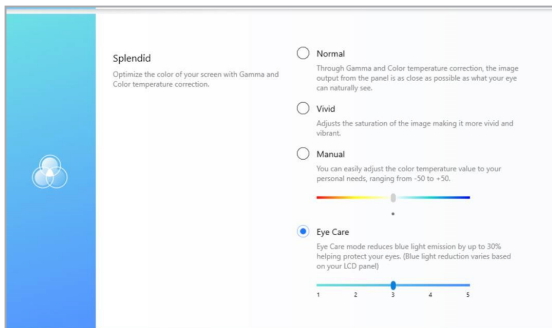 Splendid
Optimize the color of your screen with Gamma and
Color temperature correction.
Normal
Through Gamma and Color temperature correction, the image
output from the panel is as close as possible as what your eye
can naturally see.
Vivid
Adjusts the saturation of the image making it more vivid and
vibrant.
Manual
You can easily adjust the color temperature value to your
personal needs, ranging from -50 to +50.
Eye Care
Eye Care mode reduces blue light emission by up to 30%
helping protect your eyes. (Blue light reduction varies based
on your LCD panel)
1 2 3 4 5